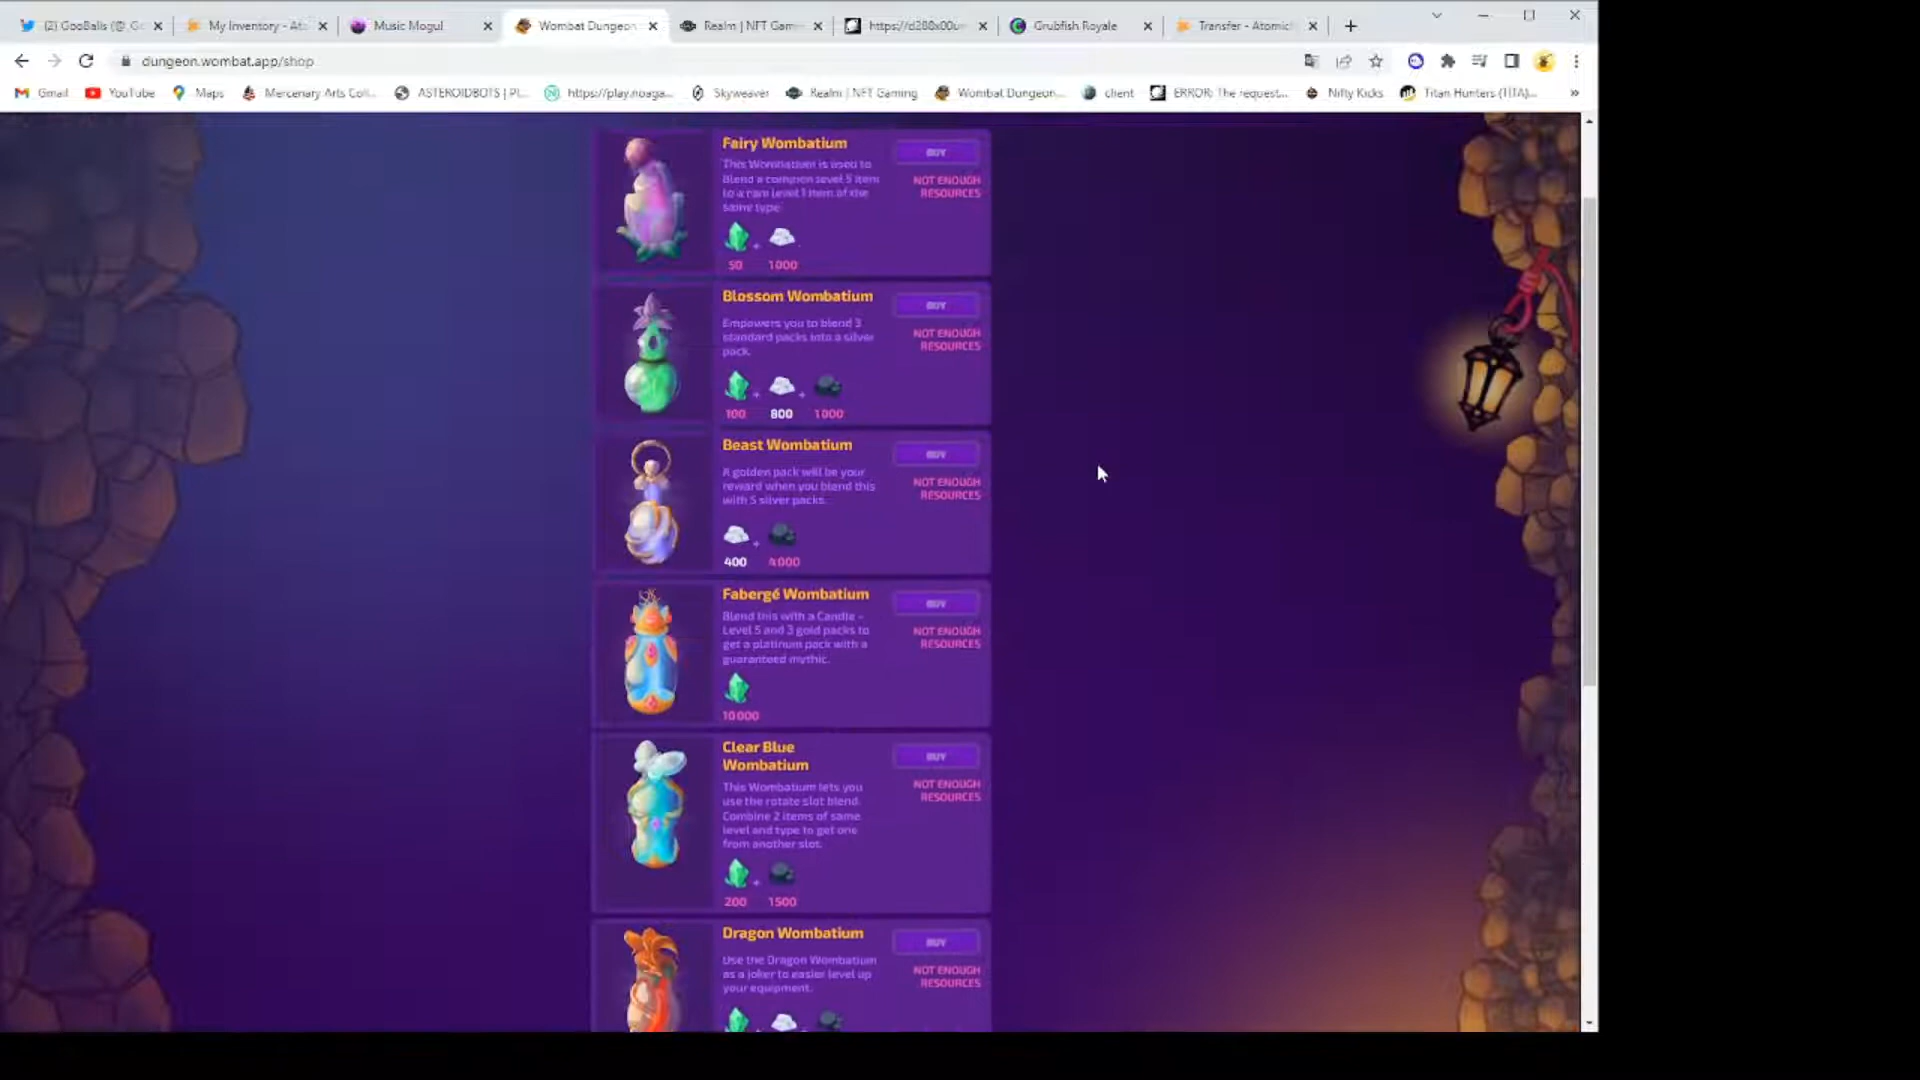 (2) GooBalls (@_G
My Inventory - At
Music Mogul
Wombat Dungeon
Realm | NFT Gam
https://d288x00u
Grubfish Royale
Transfer - Atomic
dungeon.wombat.app/shop
Gmail
YouTube
Maps
Mercenary Arts Coll...
ASTEROIDBOTS | PL...
https://play.noaga...
Skyweaver
Realm | NFT Gaming
Wombat Dungeon...
client
ERROR: The request...
Nifty Kicks
Titan Hunters (TITA)...
»
Fairy Wombatium
BUY
This Wombatium is used to
Blend a common level 5 item
to a rare level 1 item of the
same type.
NOT ENOUGH
RESOURCES
50 1000
Blossom Wombatium
BUY
Empowers you to blend 3
standard packs into a silver
pack.
NOT ENOUGH
RESOURCES
100 800 1000
Beast Wombatium
BUY
A golden pack will be your
reward when you blend this
with 5 silver packs.
NOT ENOUGH
RESOURCES
400 4000
Fabergé Wombatium
BUY
Blend this with a Candle -
Level 5 and 3 gold packs to
get a platinum pack with a
guaranteed mythic.
NOT ENOUGH
RESOURCES
10000
Clear Blue
Wombatium
BUY
This Wombatium lets you
use the rotate slot blend.
Combine 2 items of same
level and type to get one
from another slot.
NOT ENOUGH
RESOURCES
200 1500
Dragon Wombatium
BUY
Use the Dragon Wombatium
as a joker to easier level up
your equipment.
NOT ENOUGH
RESOURCES